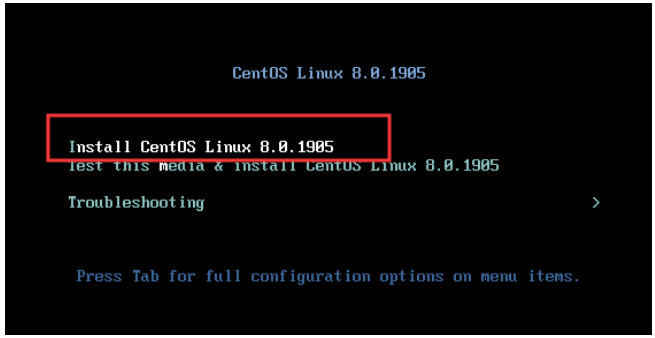 CentOS Linux 8.0.1905
Install CentOS Linux 8.0.1905
Test this media & install CentOS Linux 8.0.1905
Troubleshooting >
Press Tab for full configuration options on menu items.